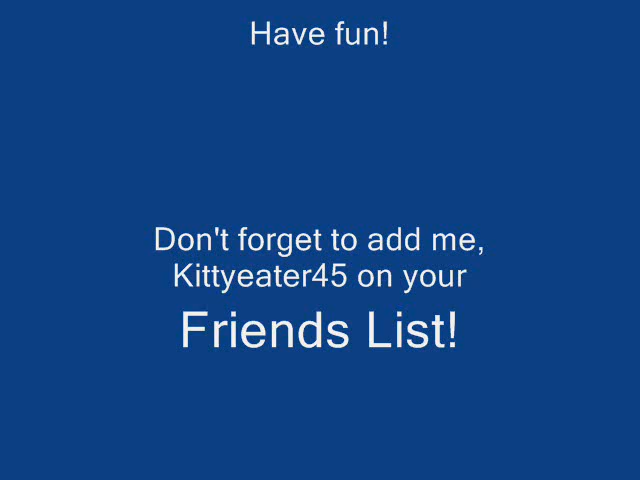 Have fun!
Don't forget to add me,
Kittyeater45 on your
Friends List!